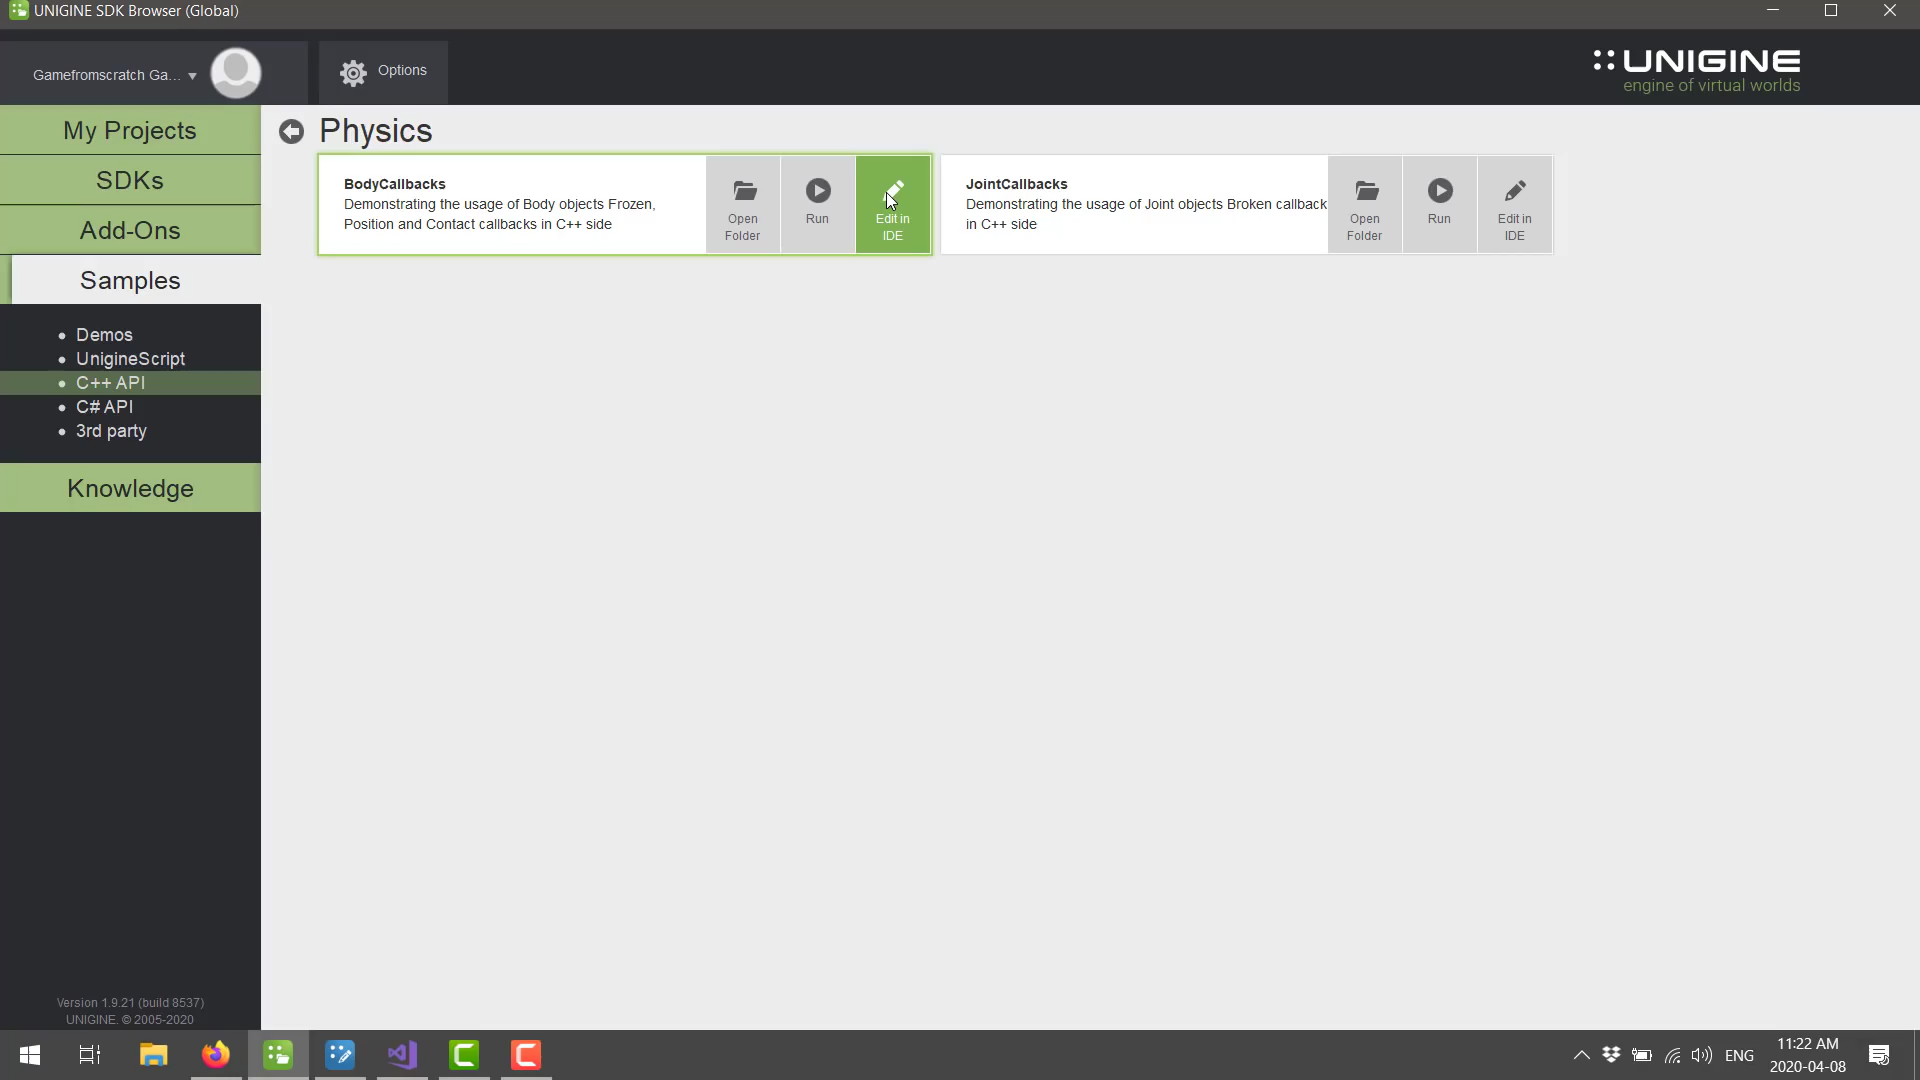 UNIGINE SDK Browser (Global)
Gamefromscratch Ga...
Options
UNIGINE
engine of virtual worlds
My Projects
SDKs
Add-Ons
Samples
Demos
UnigineScript
C++ API
C# API
3rd party
Knowledge
Version 1.9.21 (build 8537)
UNIGINE. © 2005-2020
Physics
BodyCallbacks
Demonstrating the usage of Body objects Frozen,
Position and Contact callbacks in C++ side
Open
Folder
Run
Edit in
IDE
JointCallbacks
Demonstrating the usage of Joint objects Broken callback
in C++ side
Open
Folder
Run
Edit in
IDE
ENG
11:22 AM
2020-04-08